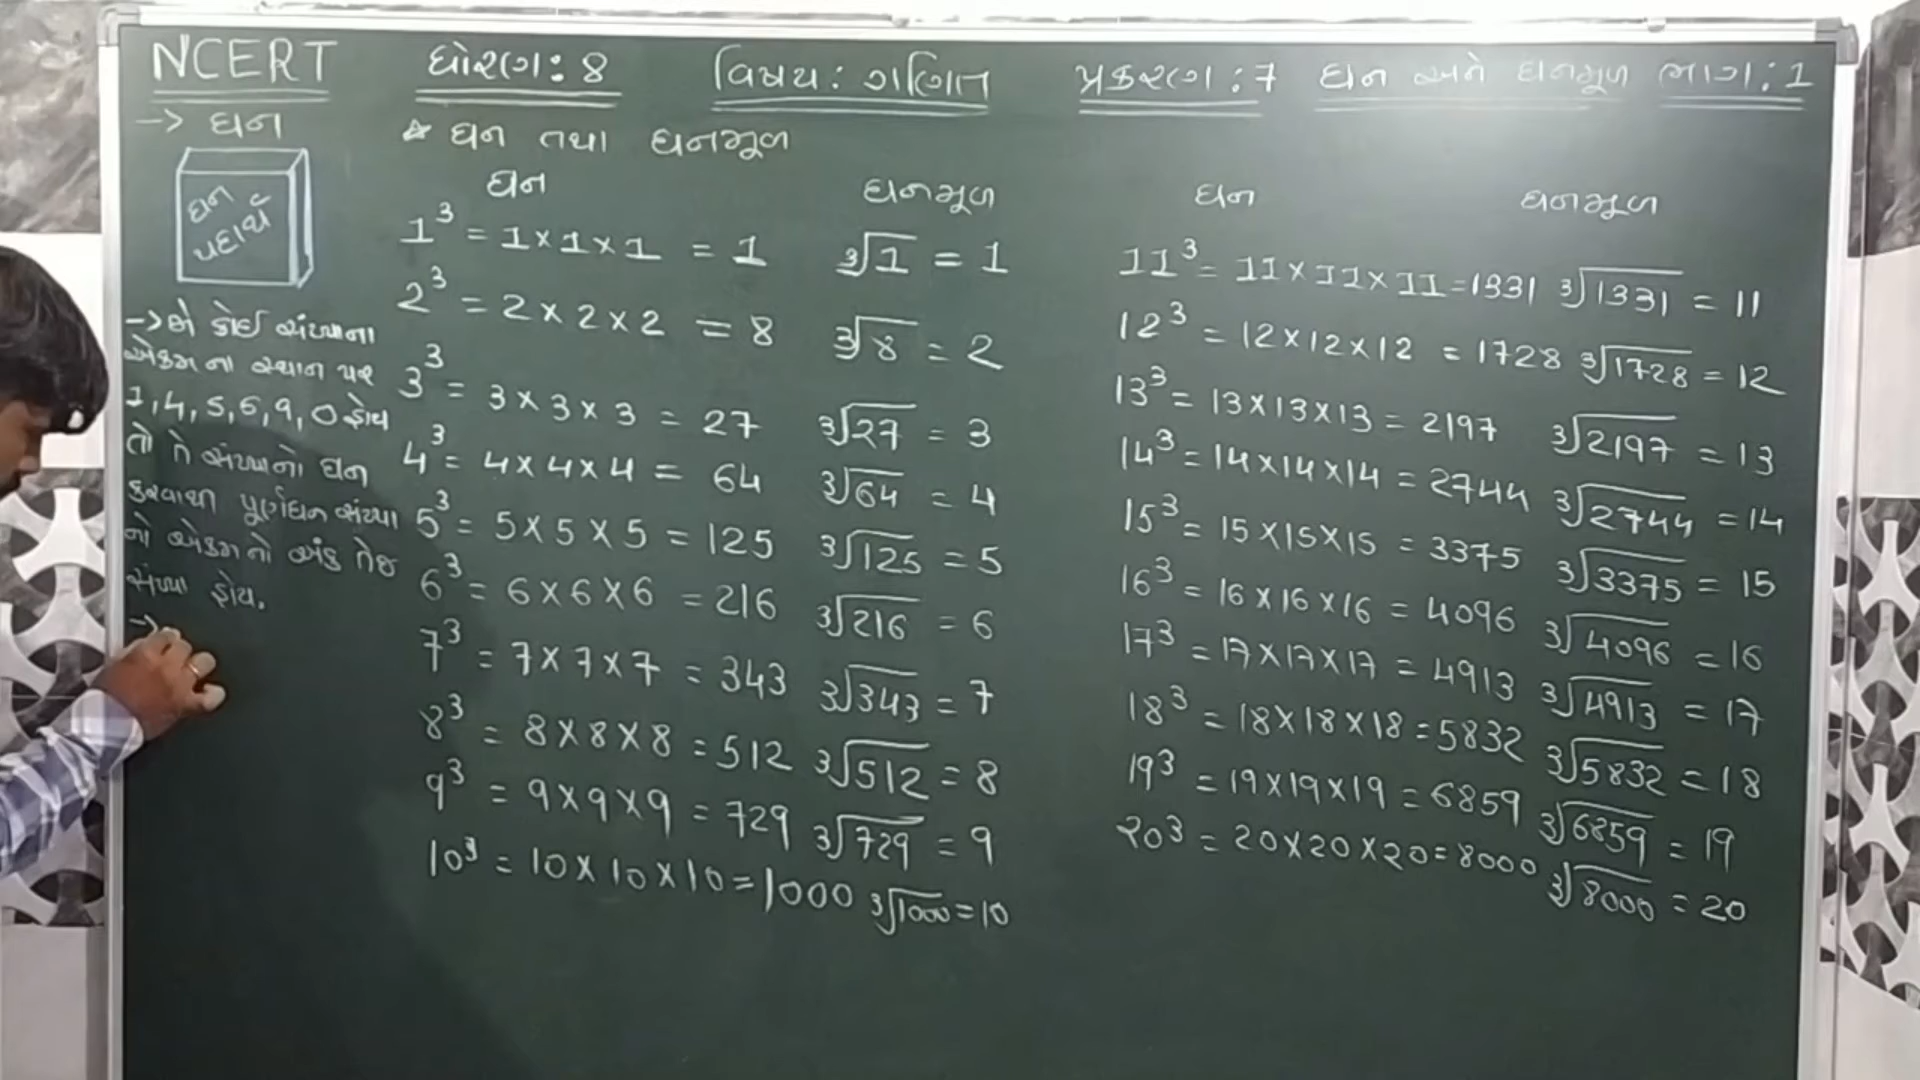 NCERT ધોરણ: 8 વિષય: ગણિત પ્રકરણ: 7 ઘન અને ઘનમૂળ ભાગ: 1
-> ઘન
ઘન
પદાર્થ
-> જે કોઈ સંખ્યાના
એકમ ના સ્થાન પર
1, 4, 5, 6, 9, 0 હોય
તો તે સંખ્યાનો ઘન
કરવાથી પૂર્ણઘન સંખ્યા
નો એકમનો અંક તેજ
સંખ્યા હોય.
->
☆ ઘન તથા ઘનમૂળ
ઘન ઘનમૂળ
1³ = 1×1×1 = 1 ∛1 = 1
2³ = 2×2×2 = 8 ∛8 = 2
3³ = 3×3×3 = 27 ∛27 = 3
4³ = 4×4×4 = 64 ∛64 = 4
5³ = 5×5×5 = 125 ∛125 = 5
6³ = 6×6×6 = 216 ∛216 = 6
7³ = 7×7×7 = 343 ∛343 = 7
8³ = 8×8×8 = 512 ∛512 = 8
9³ = 9×9×9 = 729 ∛729 = 9
10³ = 10×10×10 = 1000 ∛1000 = 10
ઘન ઘનમૂળ
11³ = 11×11×11 = 1331 ∛1331 = 11
12³ = 12×12×12 = 1728 ∛1728 = 12
13³ = 13×13×13 = 2197 ∛2197 = 13
14³ = 14×14×14 = 2744 ∛2744 = 14
15³ = 15×15×15 = 3375 ∛3375 = 15
16³ = 16×16×16 = 4096 ∛4096 = 16
17³ = 17×17×17 = 4913 ∛4913 = 17
18³ = 18×18×18 = 5832 ∛5832 = 18
19³ = 19×19×19 = 6859 ∛6859 = 19
20³ = 20×20×20 = 8000 ∛8000 = 20